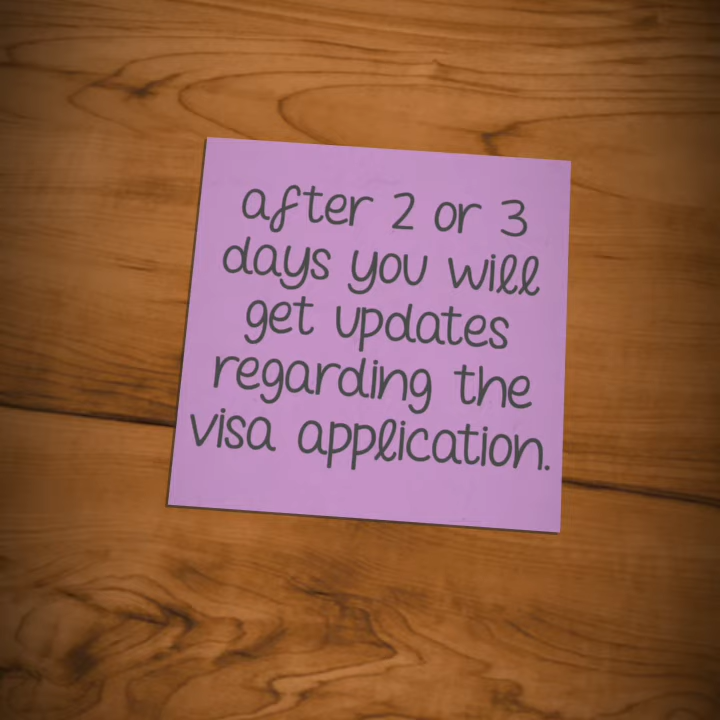 after 2 or 3
days you will
get updates
regarding the
visa application.